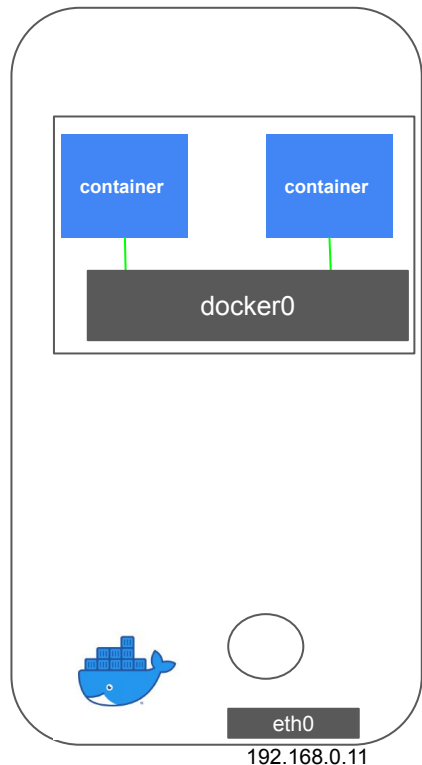 container
container
docker0
eth0
192.168.0.11